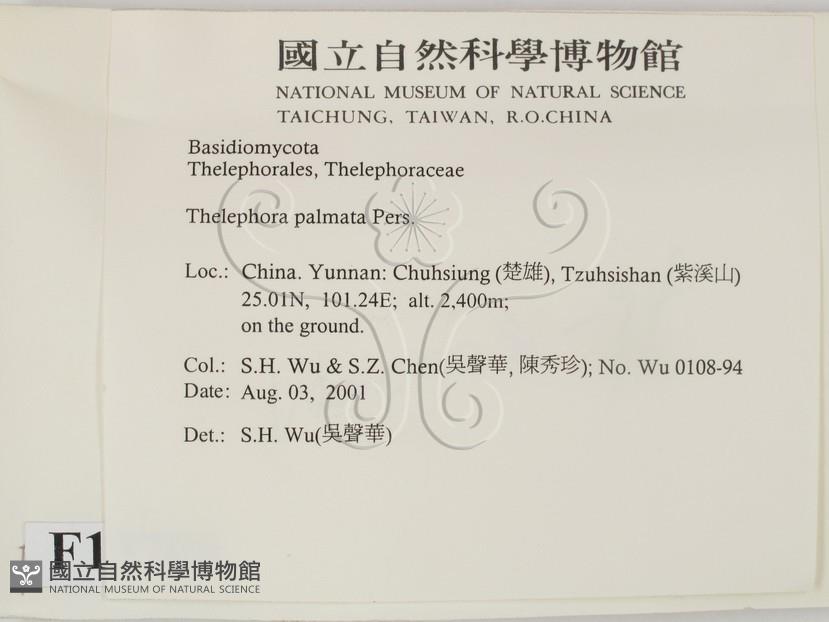 國立自然科學博物館
NATIONAL MUSEUM OF NATURAL SCIENCE
TAICHUNG, TAIWAN, R.O.CHINA
Basidiomycota
Thelephorales, Thelephoraceae
Thelephora palmata Pers.
Loc.: China. Yunnan: Chuhsiung (楚雄), Tzuhsishan (紫溪山)
25.01N, 101.24E; alt. 2,400m;
on the ground.
Col.: S.H. Wu & S.Z. Chen(吳聲華, 陳秀珍); No. Wu 0108-94
Date: Aug. 03, 2001
Det.: S.H. Wu(吳聲華)
F1
國立自然科學博物館
NATIONAL MUSEUM OF NATURAL SCIENCE